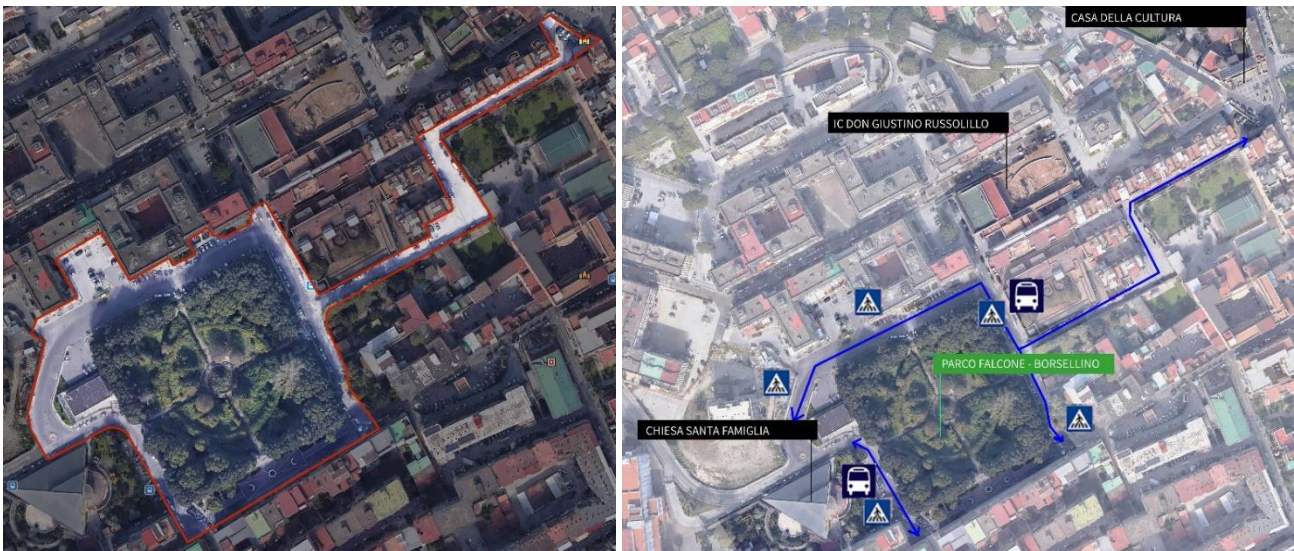 CASA DELLA CULTURA
IC DON GIUSTINO RUSSOLILLO
PARCO FALCONE - BORSELLINO
CHIESA SANTA FAMIGLIA